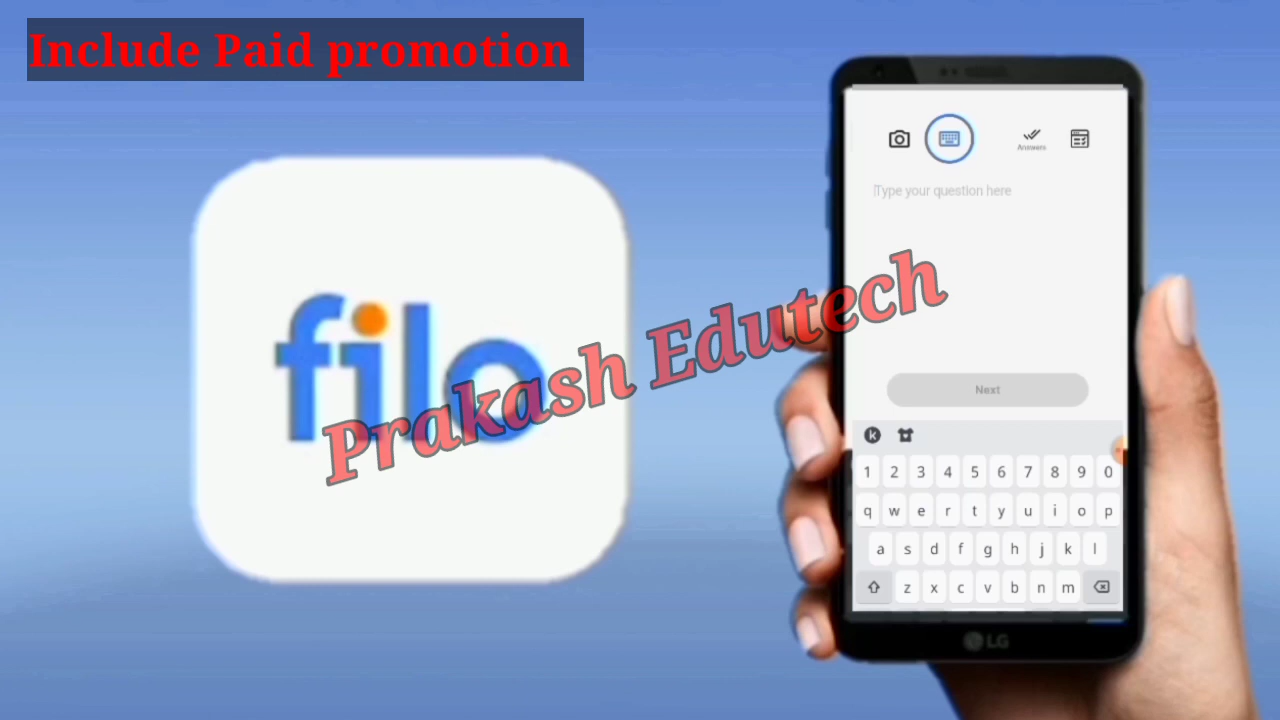 Include Paid promotion
filo
Prakash Edutech
Answers
Type your question here
Next
k
1 2 3 4 5 6 7 8 9 0
q w e r t y u i o p
a s d f g h j k l
z x c v b n m
LG